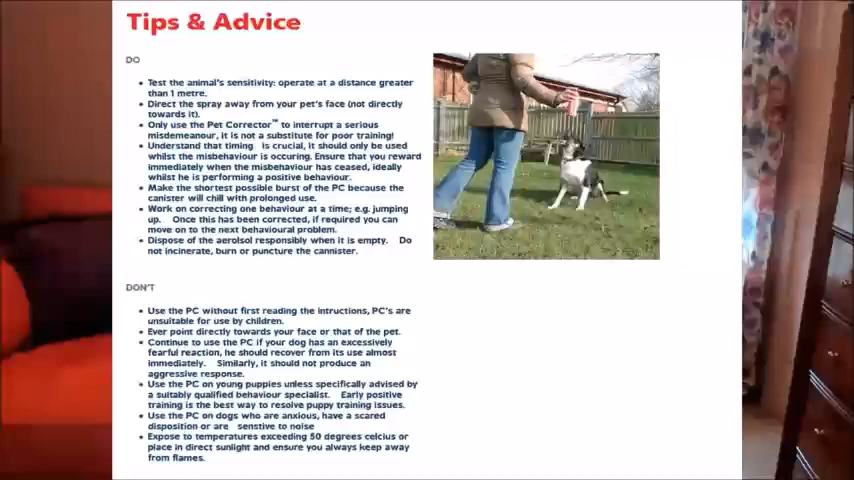 Tips & Advice
DO
• Test the animal's sensitivity: operate at a distance greater
than 1 metre.
• Direct the spray away from your pet's face (not directly
towards it).
• Only use the Pet Corrector™ to interrupt a serious
misdemeanour, it is not a substitute for poor training!
• Understand that timing is crucial, it should only be used
whilst the misbehaviour is occuring. Ensure that you reward
immediately when the misbehaviour has ceased, ideally
whilst he is performing a positive behaviour.
• Make the shortest possible burst of the PC because the
canister will chill with prolonged use.
• Work on correcting one behaviour at a time; e.g. jumping
up. Once this has been corrected, if required you can
move on to the next behavioural problem.
• Dispose of the aerolsol responsibly when it is empty. Do
not incinerate, burn or puncture the cannister.
DON'T
• Use the PC without first reading the intructions, PC's are
unsuitable for use by children.
• Ever point directly towards your face or that of the pet.
• Continue to use the PC if your dog has an excessively
fearful reaction, he should recover from its use almost
immediately. Similarly, it should not produce an
aggressive response.
• Use the PC on young puppies unless specifically advised by
a suitably qualified behaviour specialist. Early positive
training is the best way to resolve puppy training issues.
• Use the PC on dogs who are anxious, have a scared
disposition or are senstive to noise
• Expose to temperatures exceeding 50 degrees celcius or
place in direct sunlight and ensure you always keep away
from flames.